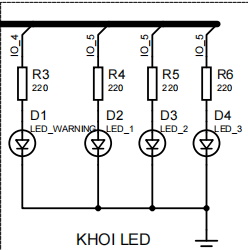 IO_4 IO_5 IO_5 IO_5
R3 R4 R5 R6
220 220 220 220
D1 D2 D3 D4
LED_WARNING LED_1 LED_2 LED_3
KHOI LED